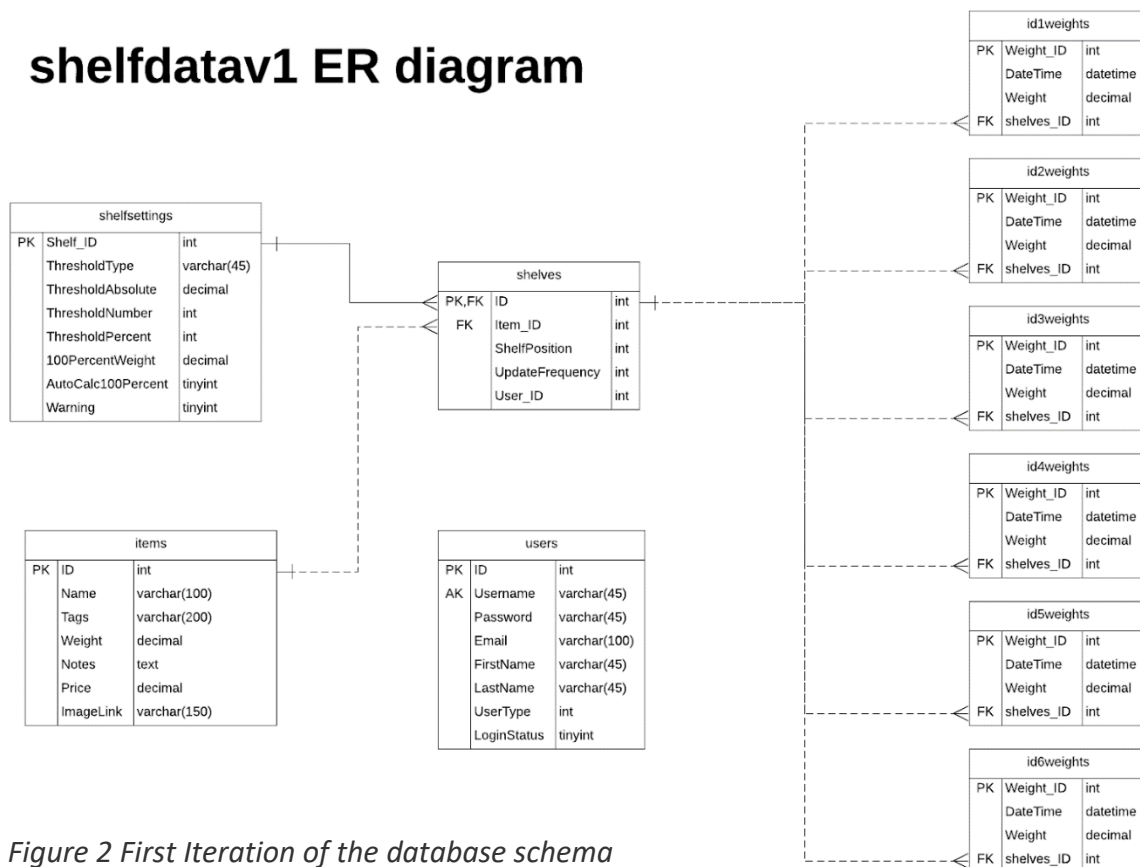 shelfdatav1 ER diagram
shelfsettings
PK Shelf_ID int
ThresholdType varchar(45)
ThresholdAbsolute decimal
ThresholdNumber int
ThresholdPercent int
100PercentWeight decimal
AutoCalc100Percent tinyint
Warning tinyint
shelves
PK,FK ID int
FK Item_ID int
ShelfPosition int
UpdateFrequency int
User_ID int
items
PK ID int
Name varchar(100)
Tags varchar(200)
Weight decimal
Notes text
Price decimal
ImageLink varchar(150)
users
PK ID int
AK Username varchar(45)
Password varchar(45)
Email varchar(100)
FirstName varchar(45)
LastName varchar(45)
UserType int
LoginStatus tinyint
id1weights
PK Weight_ID int
DateTime datetime
Weight decimal
FK shelves_ID int
id2weights
PK Weight_ID int
DateTime datetime
Weight decimal
FK shelves_ID int
id3weights
PK Weight_ID int
DateTime datetime
Weight decimal
FK shelves_ID int
id4weights
PK Weight_ID int
DateTime datetime
Weight decimal
FK shelves_ID int
id5weights
PK Weight_ID int
DateTime datetime
Weight decimal
FK shelves_ID int
id6weights
PK Weight_ID int
DateTime datetime
Weight decimal
FK shelves_ID int
Figure 2 First Iteration of the database schema